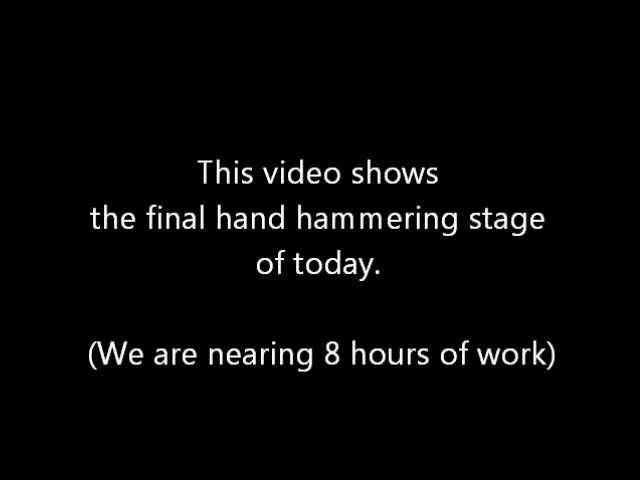 This video shows
the final hand hammering stage
of today.
(We are nearing 8 hours of work)